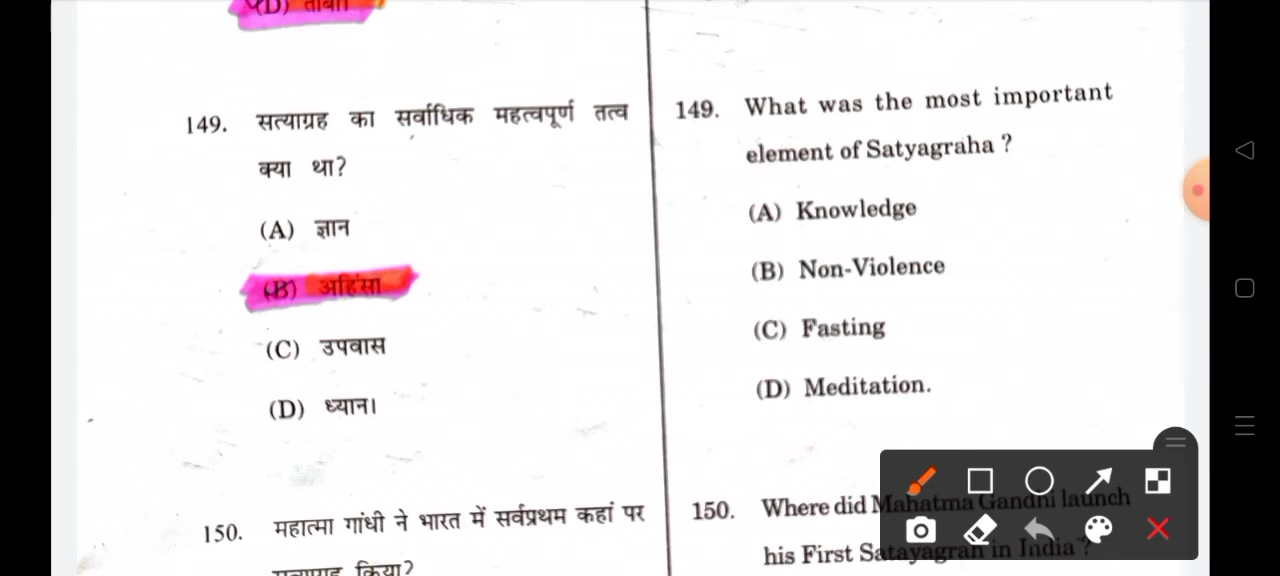 (D) तांबा
149. सत्याग्रह का सर्वाधिक महत्वपूर्ण तत्व
क्या था?
(A) ज्ञान
(B) अहिंसा
(C) उपवास
(D) ध्यान।
150. महात्मा गांधी ने भारत में सर्वप्रथम कहां पर
किया?
149. What was the most important
element of Satyagraha ?
(A) Knowledge
(B) Non-Violence
(C) Fasting
(D) Meditation.
150. Where did Mahatma Gandhi launch
his First Satayagrah in India ?